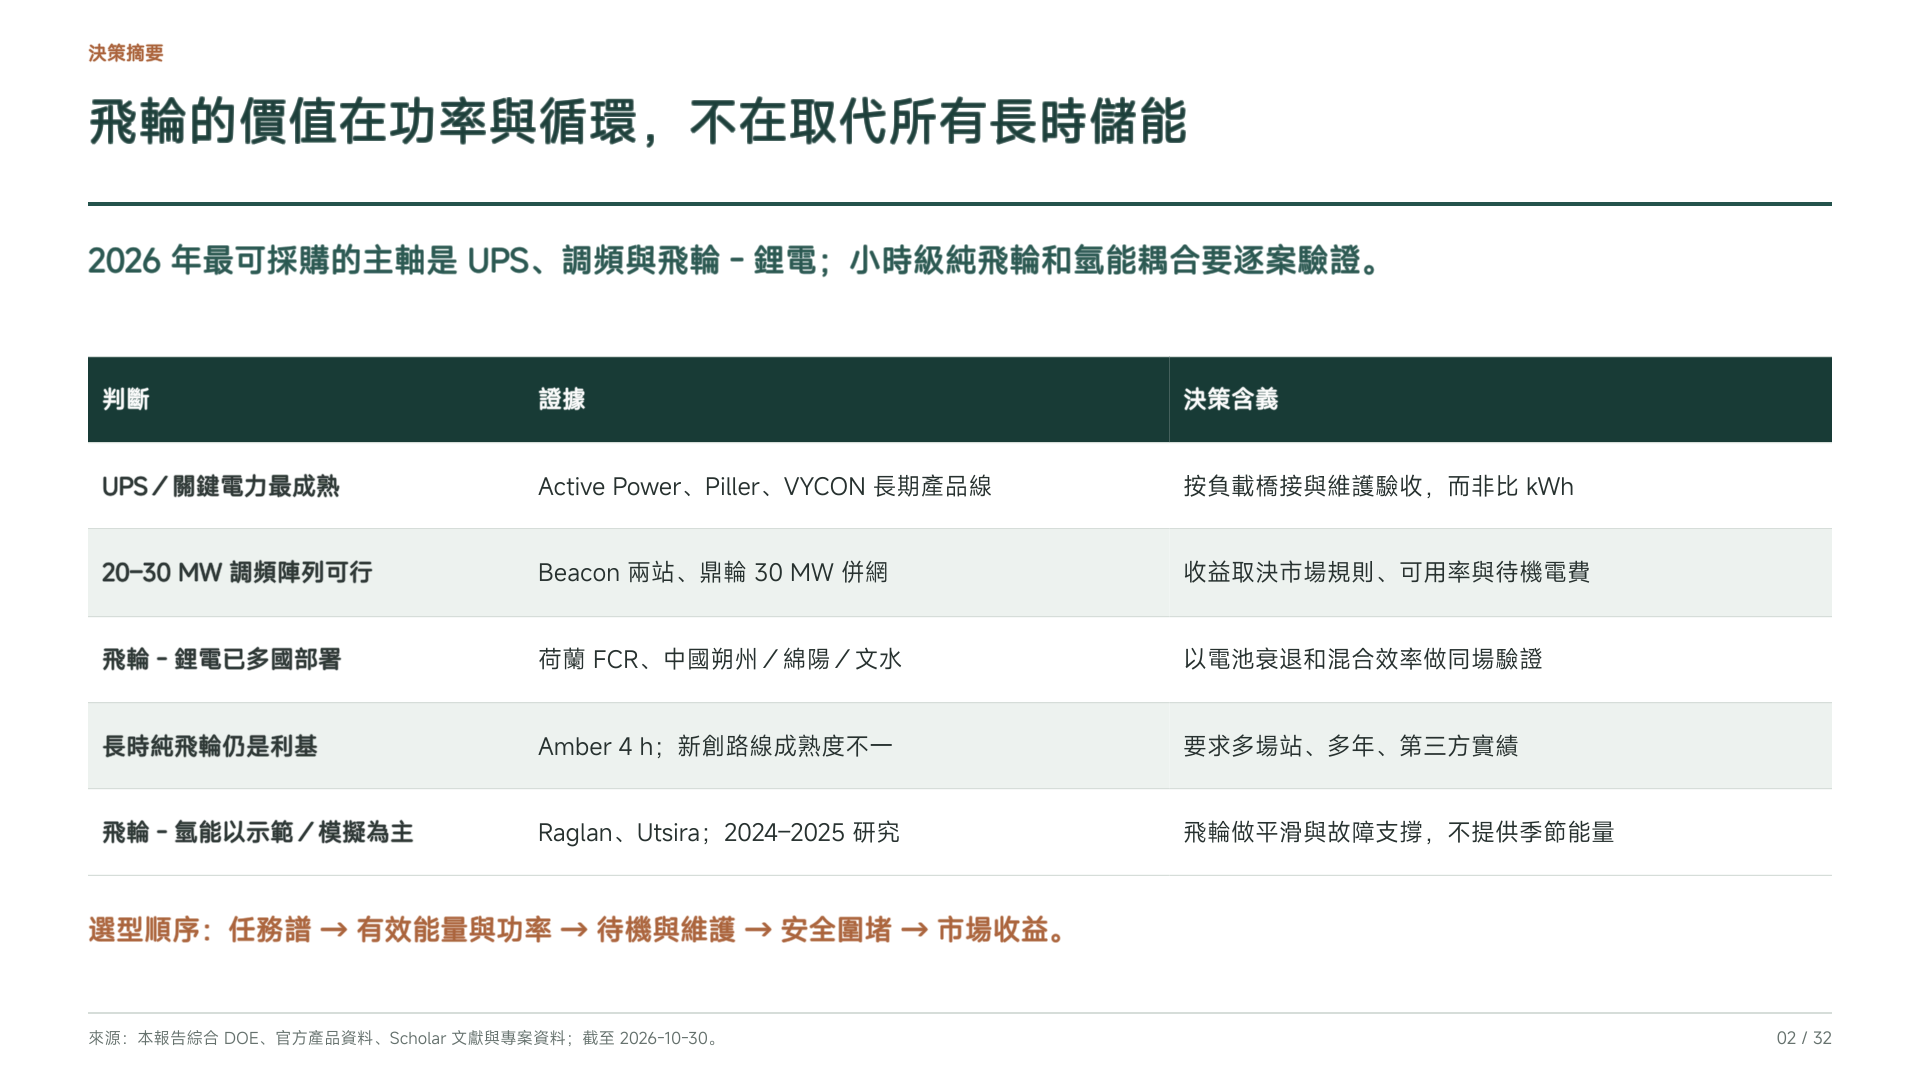 決策摘要
飛輪的價值在功率與循環，不在取代所有長時儲能
2026 年最可採購的主軸是 UPS、調頻與飛輪－鋰電；小時級純飛輪和氫能耦合要逐案驗證。
判斷 證據 決策含義
UPS／關鍵電力最成熟 Active Power、Piller、VYCON 長期產品線 按負載橋接與維護驗收，而非比 kWh
20–30 MW 調頻陣列可行 Beacon 兩站、鼎輪 30 MW 併網 收益取決市場規則、可用率與待機電費
飛輪－鋰電已多國部署 荷蘭 FCR、中國朔州／綿陽／文水 以電池衰退和混合效率做同場驗證
長時純飛輪仍是利基 Amber 4 h；新創路線成熟度不一 要求多場站、多年、第三方實績
飛輪－氫能以示範／模擬為主 Raglan、Utsira；2024–2025 研究 飛輪做平滑與故障支撐，不提供季節能量
選型順序：任務譜 → 有效能量與功率 → 待機與維護 → 安全圍堵 → 市場收益。
來源：本報告綜合 DOE、官方產品資料、Scholar 文獻與專案資料；截至 2026-10-30。
02 / 32